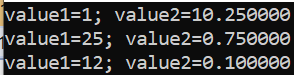 value1=1; value2=10.250000
value1=25; value2=0.750000
value1=12; value2=0.100000